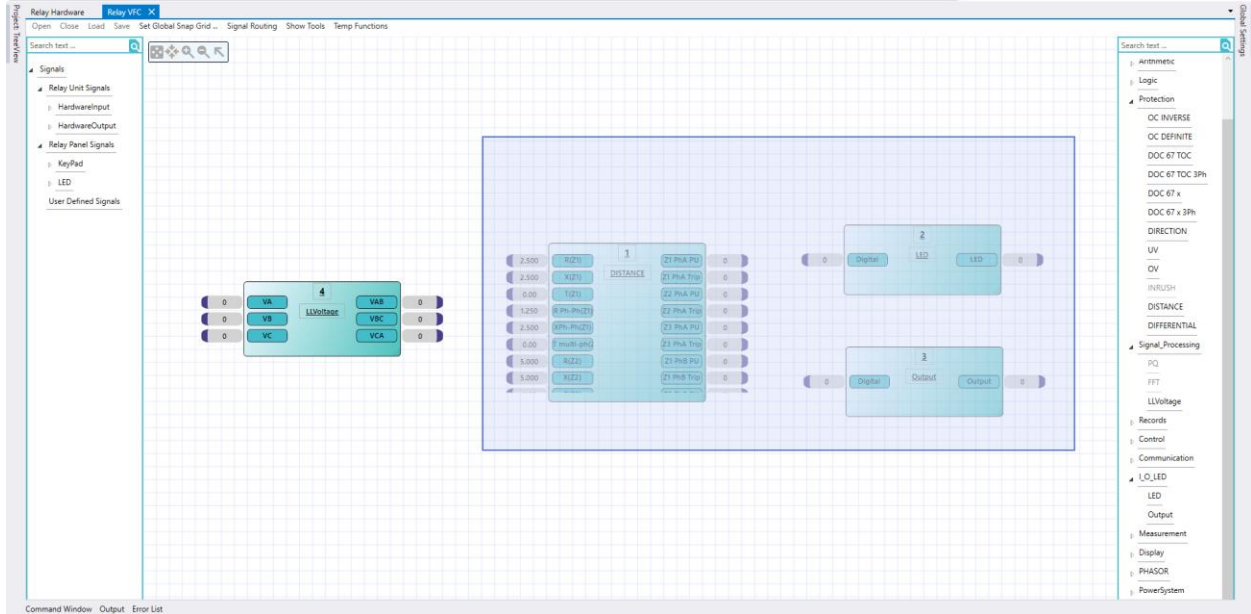 Project: TreeView
Relay Hardware
Relay VFC X
Global Settings
Open Close Load Save Set Global Snap Grid ... Signal Routing Show Tools Temp Functions
Search text ...
Signals
Relay Unit Signals
HardwareInput
HardwareOutput
Relay Panel Signals
KeyPad
LED
User Defined Signals
4
LLVoltage
0 VA VAB 0
0 VB VBC 0
0 VC VCA 0
1
DISTANCE
2.500 R(Z1) Z1 PhA PU 0
2.500 X(Z1) Z1 PhA Trip 0
0.00 T(Z1) Z2 PhA PU 0
1.250 R Ph-Ph(Z1) Z2 PhA Trip 0
2.500 XPh-Ph(Z1) Z3 PhA PU 0
0.00 T multi-ph(Z Z3 PhA Trip 0
5.000 R(Z2) Z1 PhB PU 0
5.000 X(Z2) Z1 PhB Trip 0
2
LED
0 Digital LED 0
3
Output
0 Digital Output 0
Search text ...
Arithmetic
Logic
Protection
OC INVERSE
OC DEFINITE
DOC 67 TOC
DOC 67 TOC 3Ph
DOC 67 x
DOC 67 x 3Ph
DIRECTION
UV
OV
INRUSH
DISTANCE
DIFFERENTIAL
Signal_Processing
PQ
FFT
LLVoltage
Records
Control
Communication
I_O_LED
LED
Output
Measurement
Display
PHASOR
PowerSystem
Command Window Output Error List